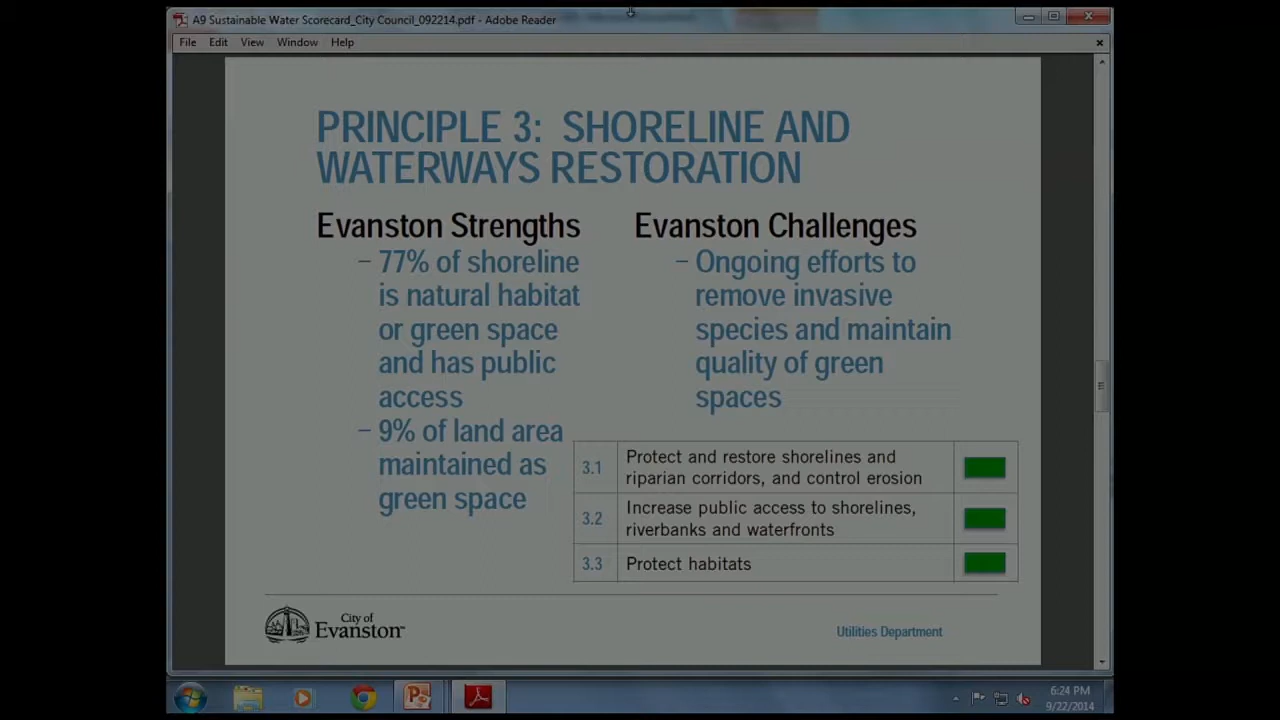 A9 Sustainable Water Scorecard_City Council_092214.pdf - Adobe Reader
File Edit View Window Help
PRINCIPLE 3: SHORELINE AND
WATERWAYS RESTORATION
Evanston Strengths
– 77% of shoreline
is natural habitat
or green space
and has public
access
– 9% of land area
maintained as
green space
Evanston Challenges
– Ongoing efforts to
remove invasive
species and maintain
quality of green
spaces
3.1 Protect and restore shorelines and
riparian corridors, and control erosion
3.2 Increase public access to shorelines,
riverbanks and waterfronts
3.3 Protect habitats
City of
Evanston™
Utilities Department
6:24 PM
9/22/2014